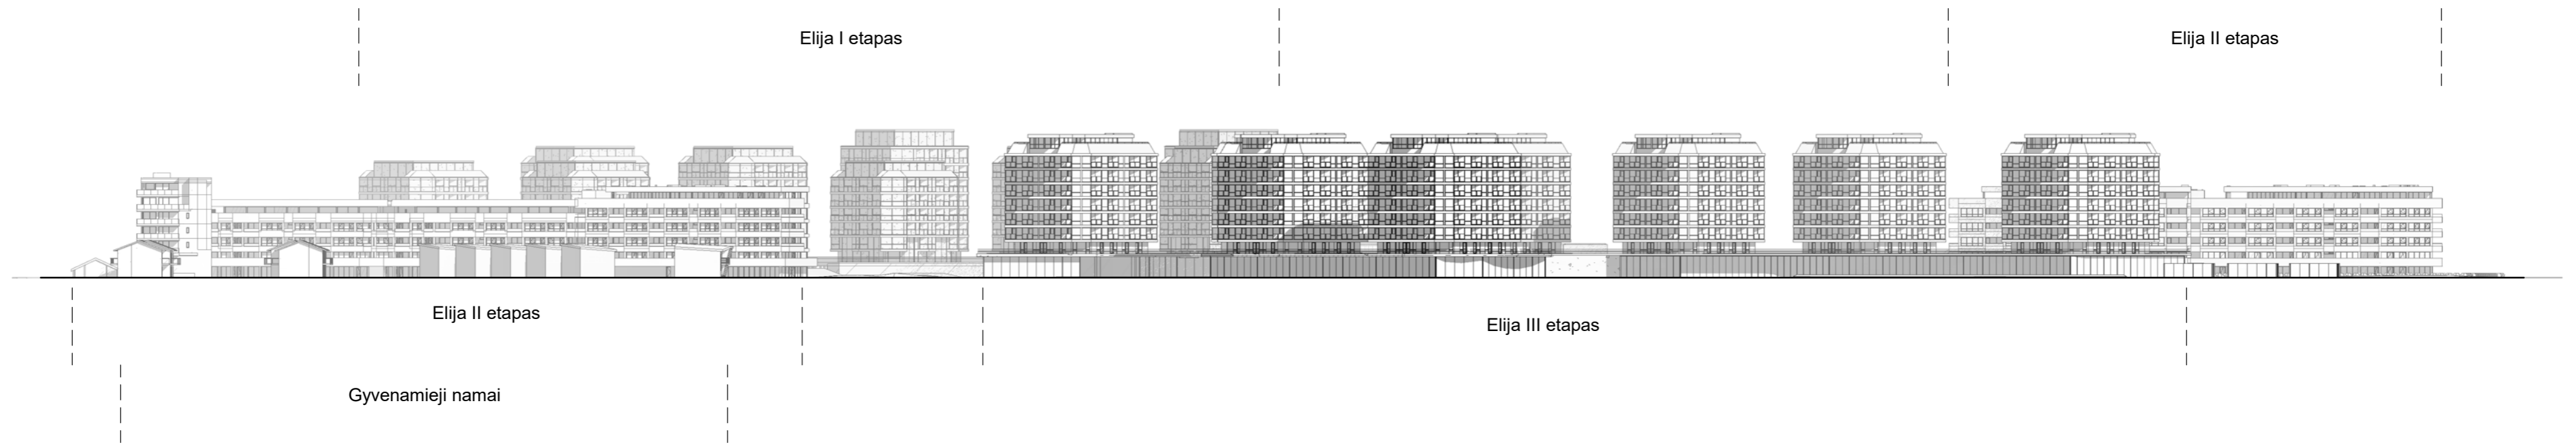 Elija I etapas
Elija II etapas
Elija II etapas
Elija III etapas
Gyvenamieji namai